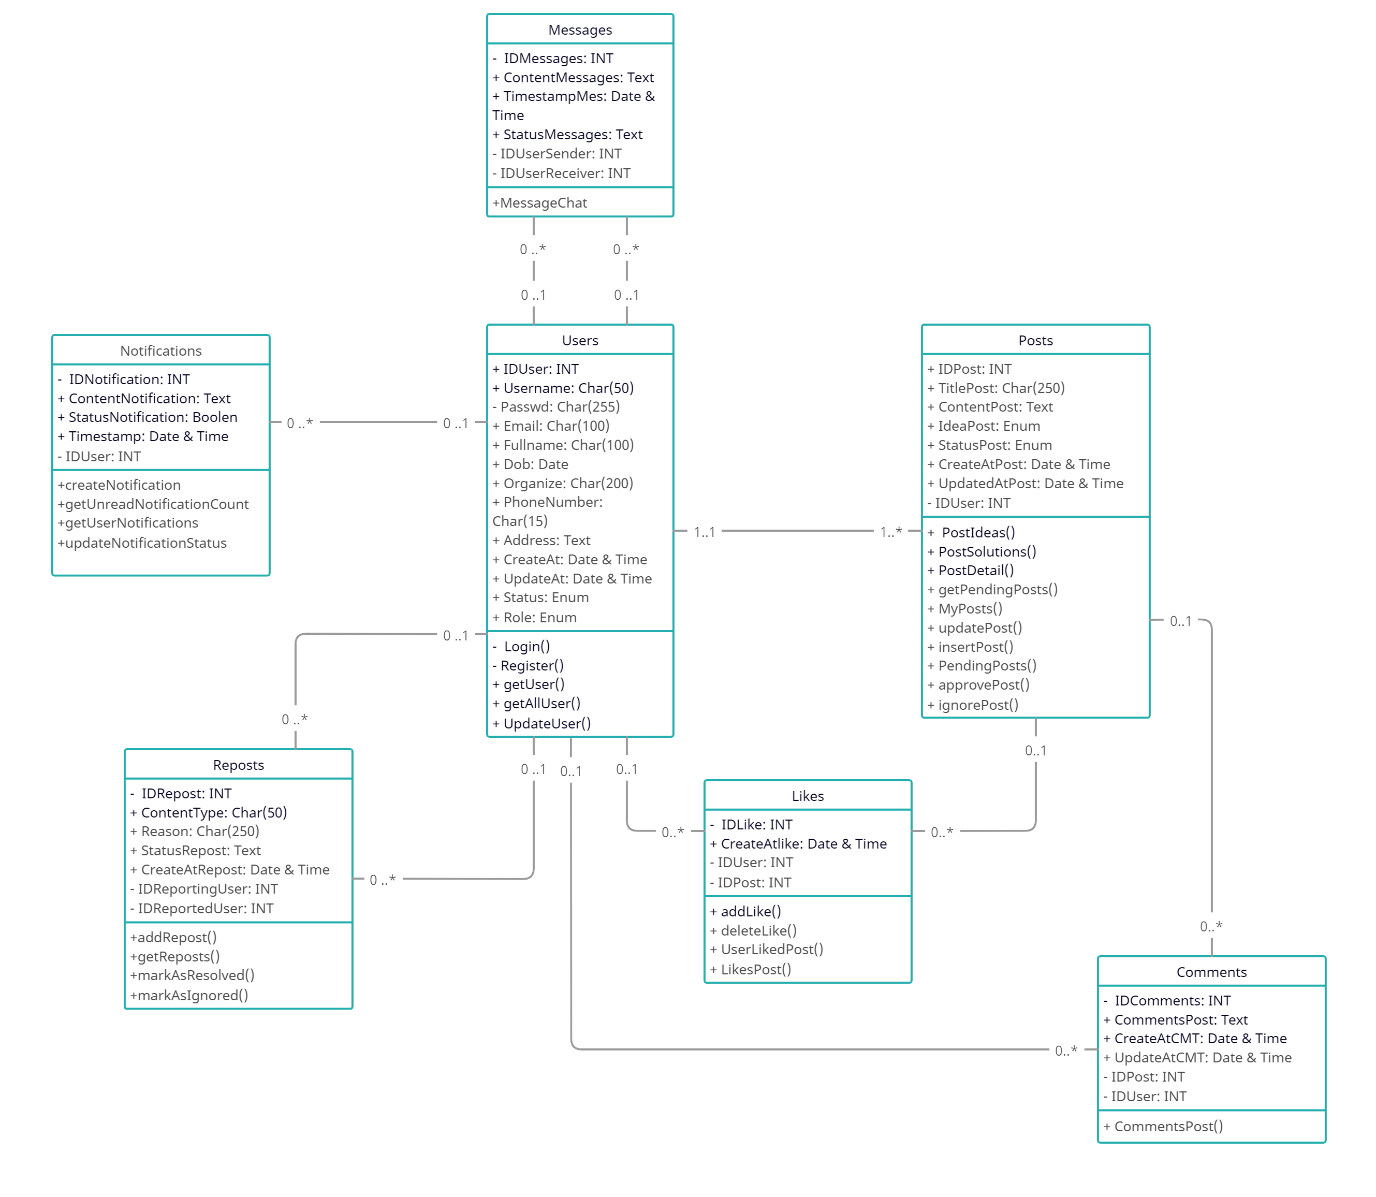 Messages
-  IDMessages: INT
+ ContentMessages: Text
+ TimestampMes: Date &
Time
+ StatusMessages: Text
- IDUserSender: INT
- IDUserReceiver: INT
+MessageChat
0 ..*
0 ..*
0 ..1
0 ..1
Notifications
-  IDNotification: INT
+ ContentNotification: Text
+ StatusNotification: Boolen
+ Timestamp: Date & Time
- IDUser: INT
+createNotification
+getUnreadNotificationCount
+getUserNotifications
+updateNotificationStatus
0 ..*
0 ..1
Users
+ IDUser: INT
+ Username: Char(50)
- Passwd: Char(255)
+ Email: Char(100)
+ Fullname: Char(100)
+ Dob: Date
+ Organize: Char(200)
+ PhoneNumber:
Char(15)
+ Address: Text
+ CreateAt: Date & Time
+ UpdateAt: Date & Time
+ Status: Enum
+ Role: Enum
-  Login()
- Register()
+ getUser()
+ getAllUser()
+ UpdateUser()
1..1
1..*
Posts
+ IDPost: INT
+ TitlePost: Char(250)
+ ContentPost: Text
+ IdeaPost: Enum
+ StatusPost: Enum
+ CreateAtPost: Date & Time
+ UpdatedAtPost: Date & Time
- IDUser: INT
+  PostIdeas()
+ PostSolutions()
+ PostDetail()
+ getPendingPosts()
+ MyPosts()
+ updatePost()
+ insertPost()
+ PendingPosts()
+ approvePost()
+ ignorePost()
0..1
0 ..1
0 ..*
0 ..1
0..1
0..1
0..1
Reposts
-  IDRepost: INT
+ ContentType: Char(50)
+ Reason: Char(250)
+ StatusRepost: Text
+ CreateAtRepost: Date & Time
- IDReportingUser: INT
- IDReportedUser: INT
+addRepost()
+getReposts()
+markAsResolved()
+markAsIgnored()
0 ..*
0..*
Likes
-  IDLike: INT
+ CreateAtlike: Date & Time
- IDUser: INT
- IDPost: INT
+ addLike()
+ deleteLike()
+ UserLikedPost()
+ LikesPost()
0..*
0..*
0..*
Comments
-  IDComments: INT
+ CommentsPost: Text
+ CreateAtCMT: Date & Time
+ UpdateAtCMT: Date & Time
- IDPost: INT
- IDUser: INT
+ CommentsPost()